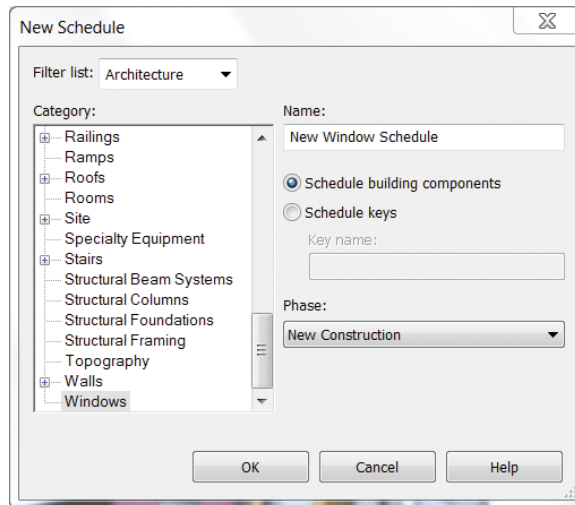 New Schedule
Filter list: Architecture
Category:
Railings
Ramps
Roofs
Rooms
Site
Specialty Equipment
Stairs
Structural Beam Systems
Structural Columns
Structural Foundations
Structural Framing
Topography
Walls
Windows
Name:
New Window Schedule
Schedule building components
Schedule keys
Key name:
Phase:
New Construction
OK Cancel Help